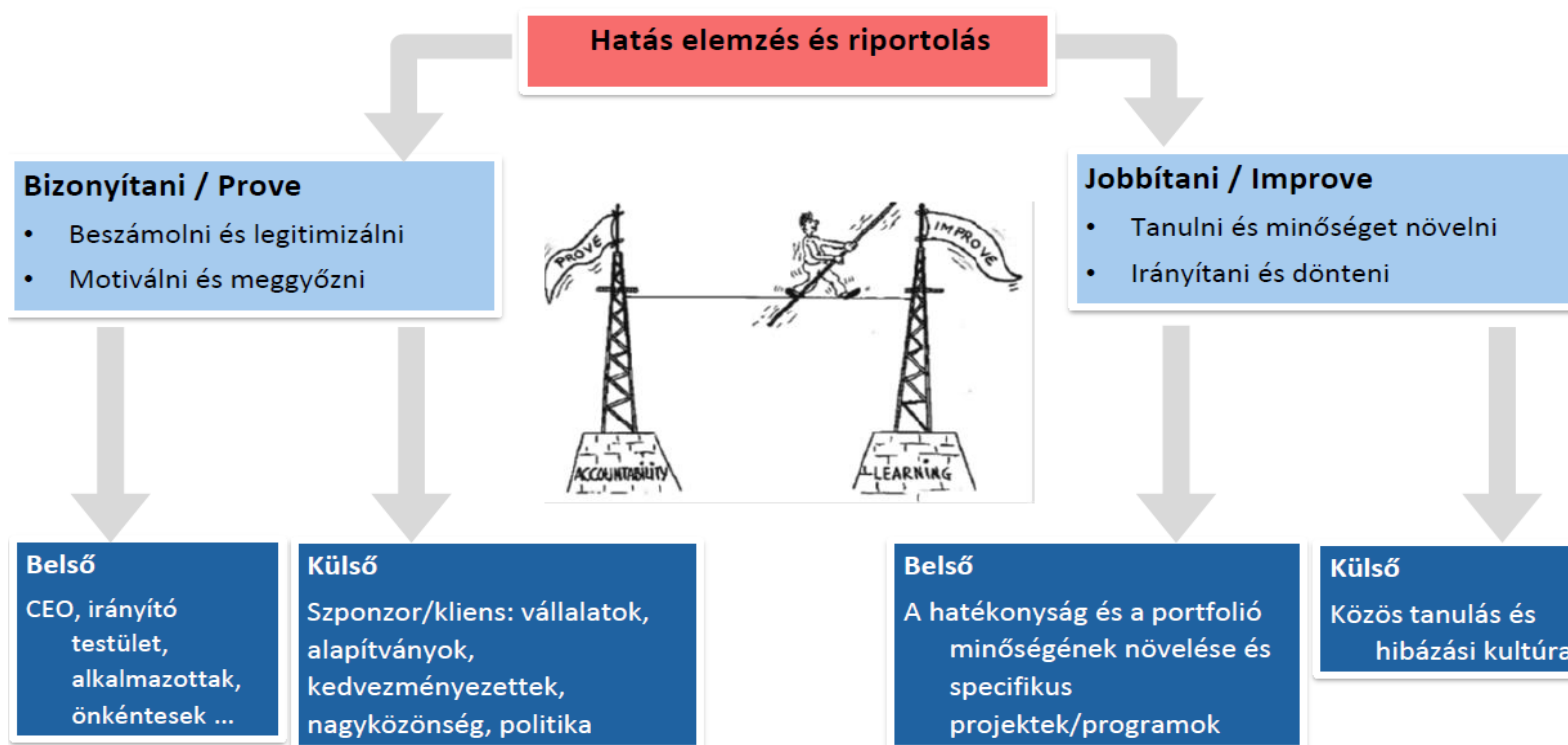 Hatás elemzés és riportolás
Bizonyítani / Prove
• Beszámolni és legitimizálni
• Motiválni és meggyőzni
PROVE
IMPROVE
ACCOUNTABILITY
LEARNING
Jobbítani / Improve
• Tanulni és minőséget növelni
• Irányítani és dönteni
Belső
CEO, irányító
testület,
alkalmazottak,
önkéntesek ...
Külső
Szponzor/kliens: vállalatok,
alapítványok,
kedvezményezettek,
nagyközönség, politika
Belső
A hatékonyság és a portfolió
minőségének növelése és
specifikus
projektek/programok
Külső
Közös tanulás és
hibázási kultúra